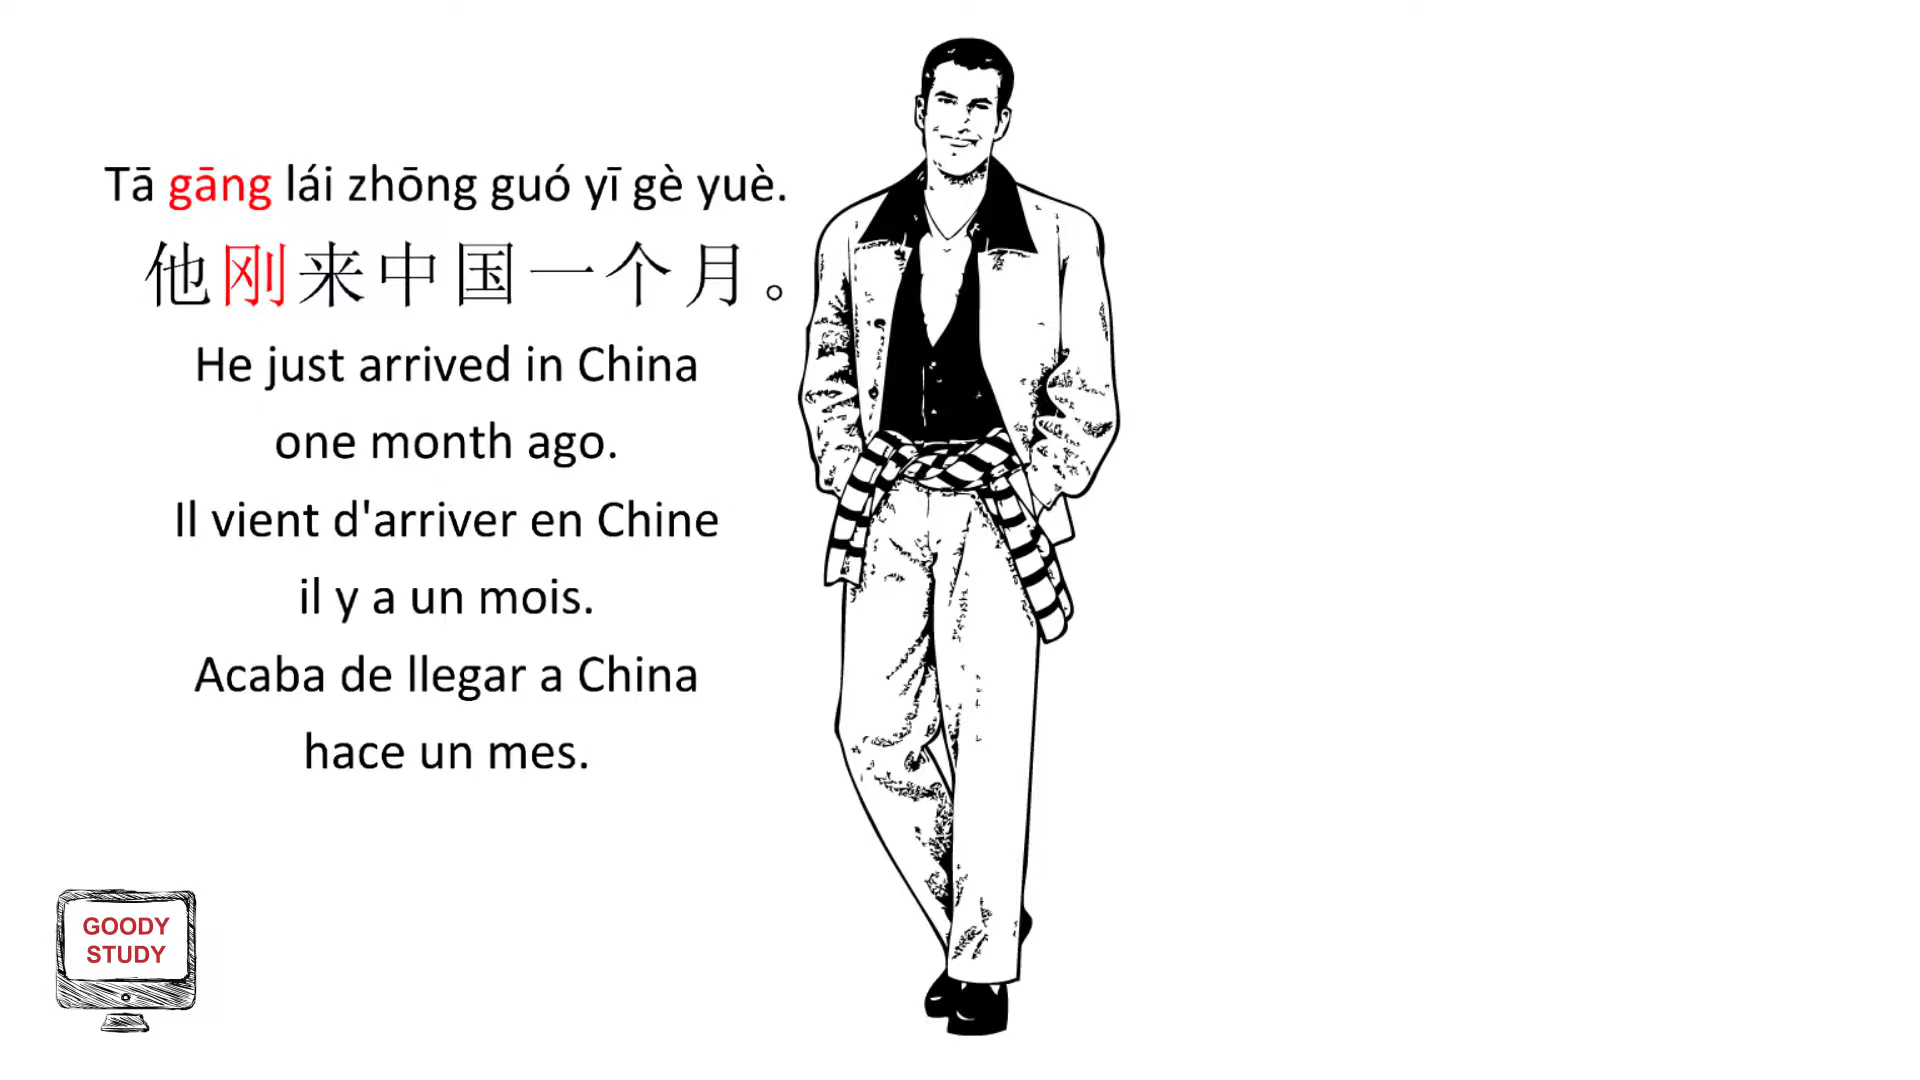 Tā gāng lái zhōng guó yī gè yuè.
他刚来中国一个月。
He just arrived in China
one month ago.
Il vient d'arriver en Chine
il y a un mois.
Acaba de llegar a China
hace un mes.
GOODY
STUDY